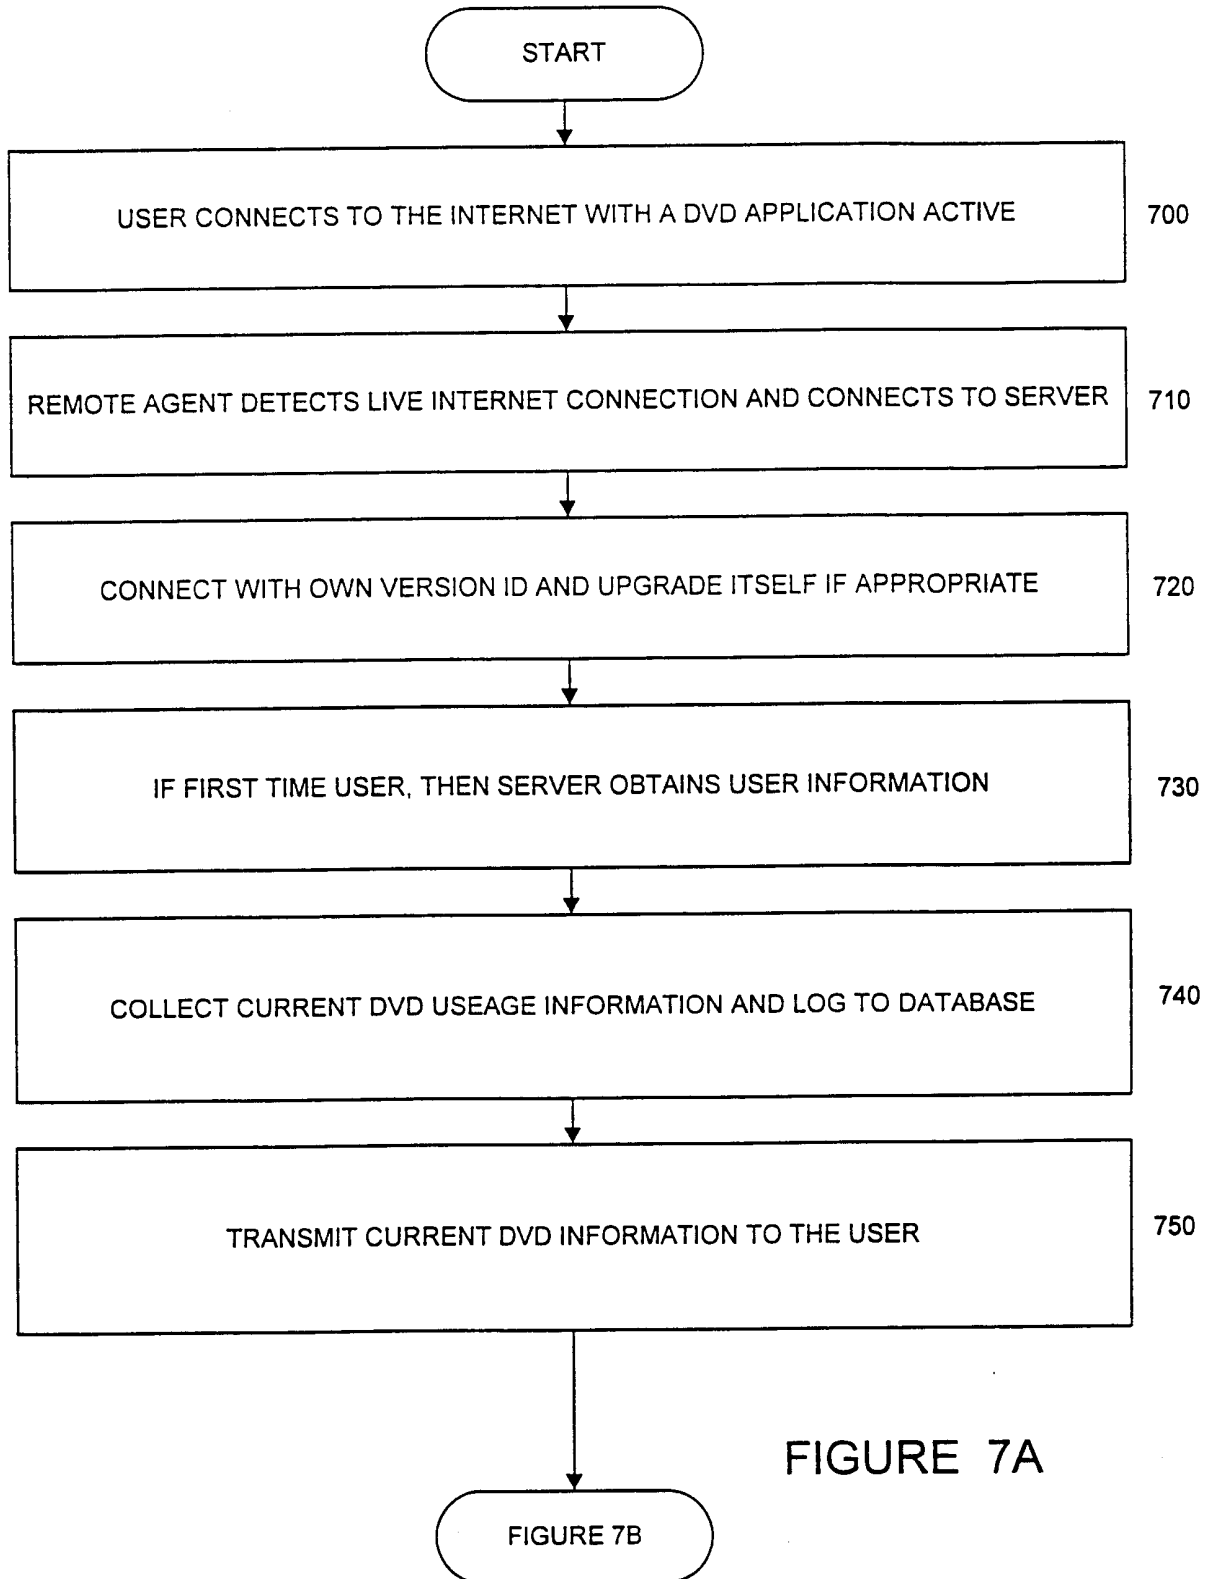 START
USER CONNECTS TO THE INTERNET WITH A DVD APPLICATION ACTIVE
700
REMOTE AGENT DETECTS LIVE INTERNET CONNECTION AND CONNECTS TO SERVER
710
CONNECT WITH OWN VERSION ID AND UPGRADE ITSELF IF APPROPRIATE
720
IF FIRST TIME USER, THEN SERVER OBTAINS USER INFORMATION
730
COLLECT CURRENT DVD USEAGE INFORMATION AND LOG TO DATABASE
740
TRANSMIT CURRENT DVD INFORMATION TO THE USER
750
FIGURE 7A
FIGURE 7B